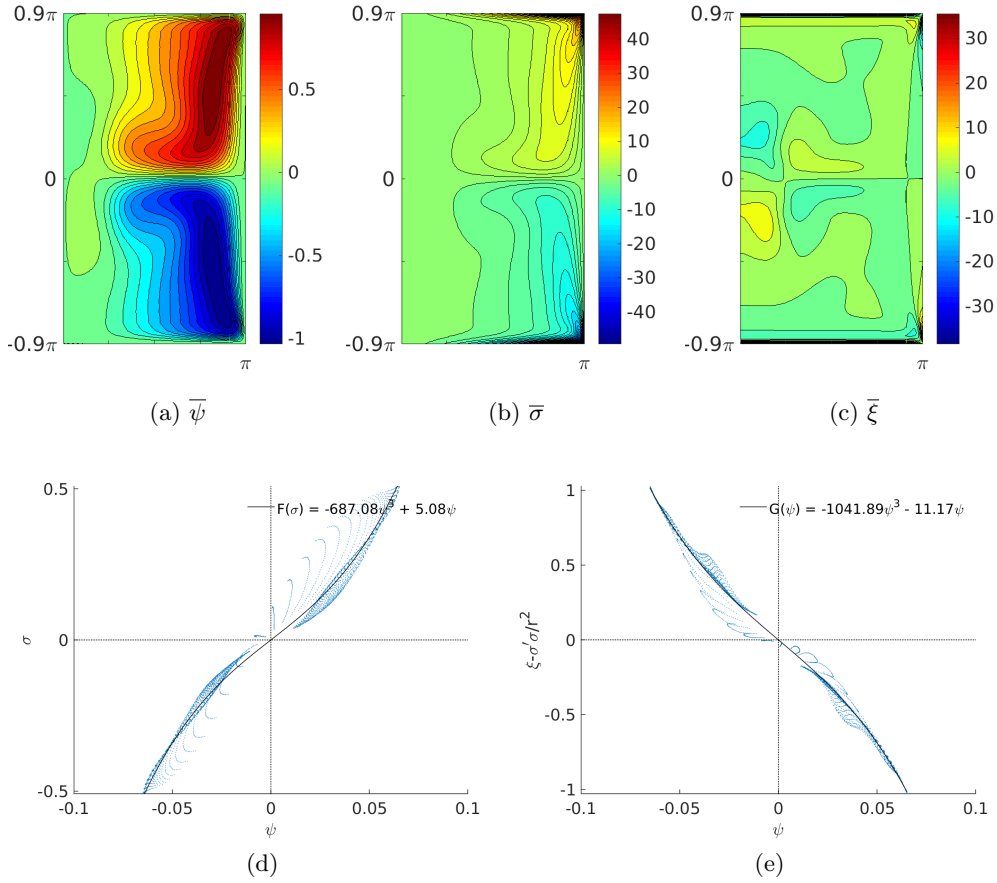 0.9π
0
-0.9π
π
0.5
0
-0.5
-1
(a) ψ̅
0.9π
0
-0.9π
π
40
30
20
10
0
-10
-20
-30
-40
(b) σ̅
0.9π
0
-0.9π
π
30
20
10
0
-10
-20
-30
(c) ξ̅
0.5
0
-0.5
σ
-0.1
-0.05
0
0.05
0.1
ψ
F(σ) = -687.08ψ³ + 5.08ψ
(d)
1
0.5
0
-0.5
-1
ξ-σ'σ/r²
-0.1
-0.05
0
0.05
0.1
ψ
G(ψ) = -1041.89ψ³ - 11.17ψ
(e)